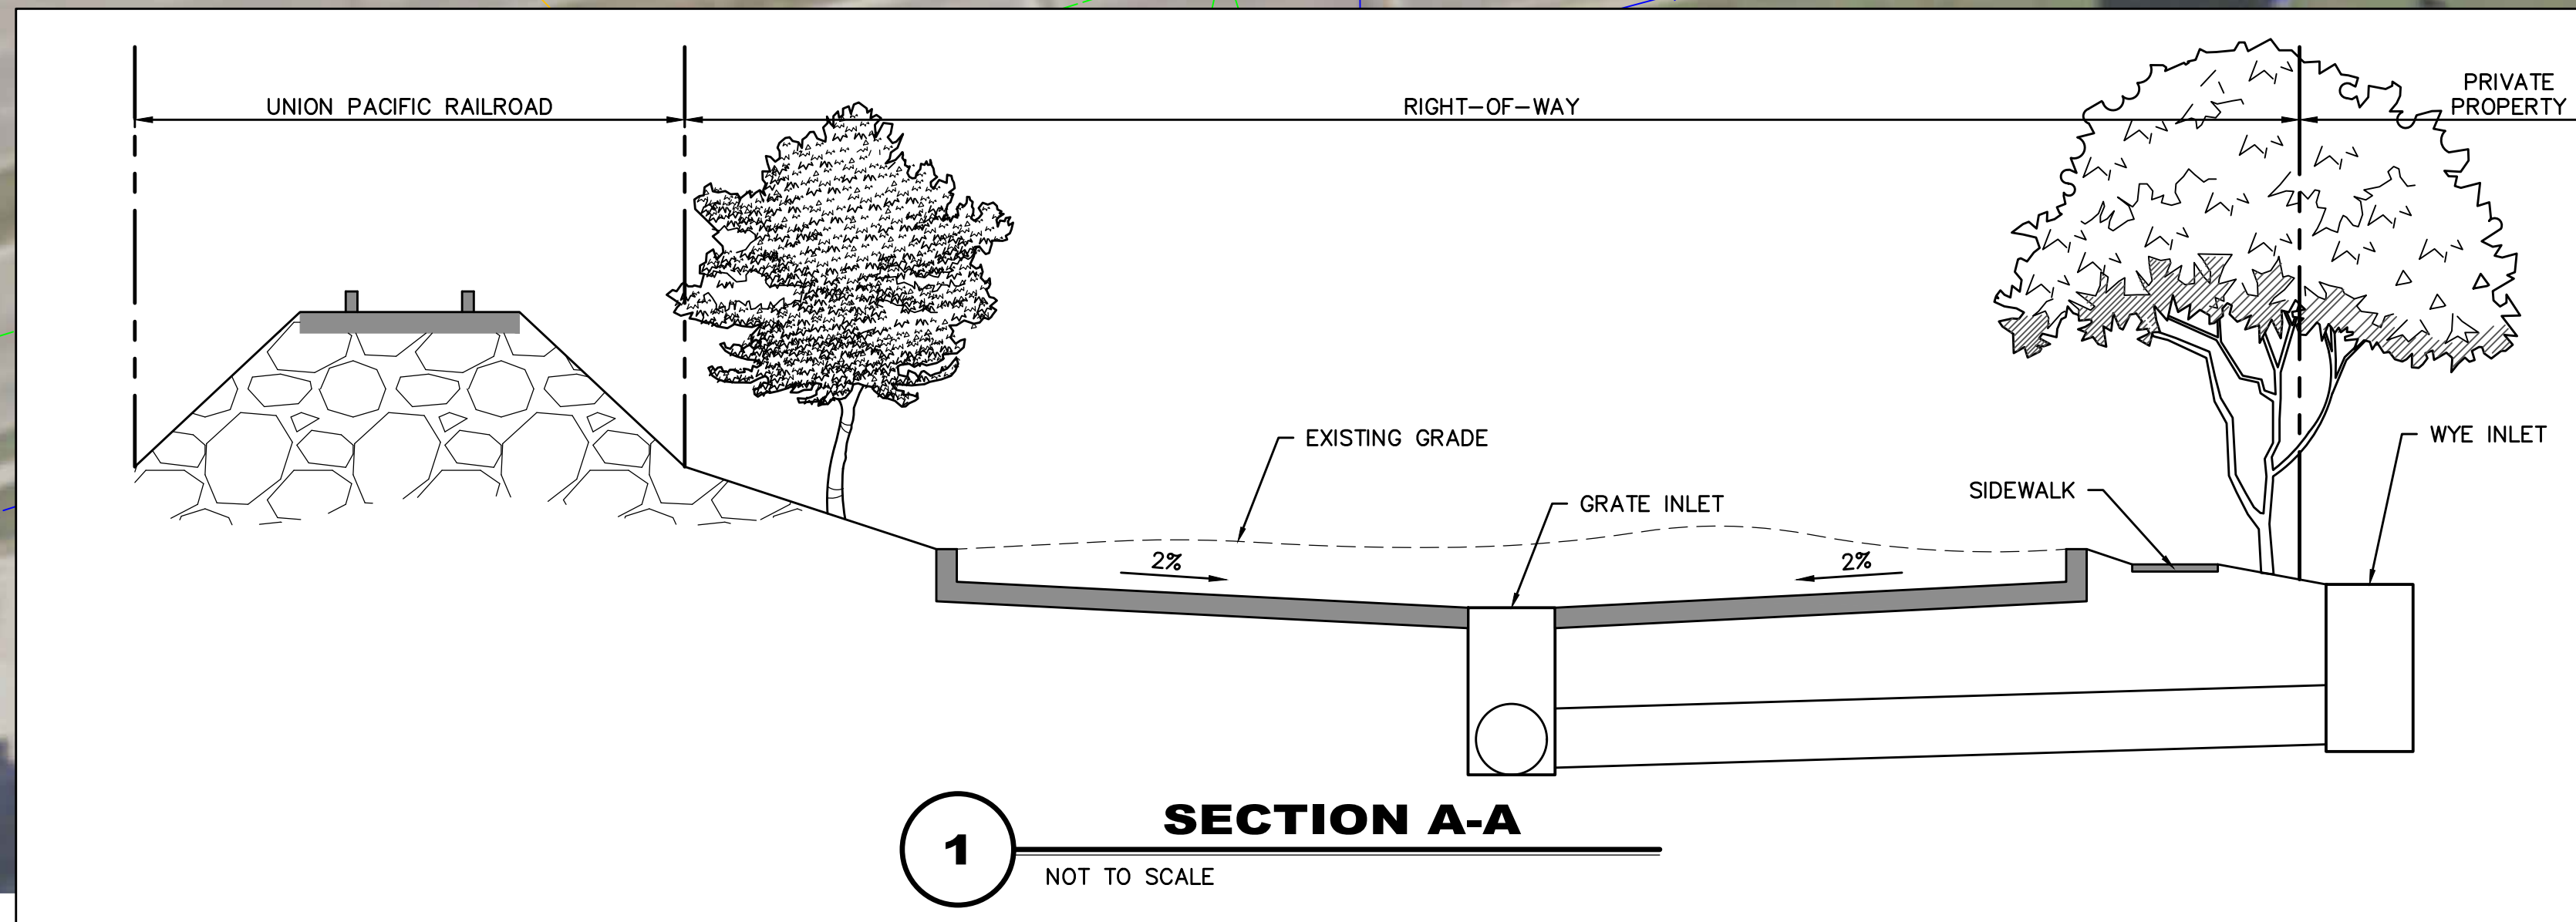 UNION PACIFIC RAILROAD
RIGHT-OF-WAY
PRIVATE
PROPERTY
EXISTING GRADE
WYE INLET
GRATE INLET
SIDEWALK
2%
2%
1
SECTION A-A
NOT TO SCALE